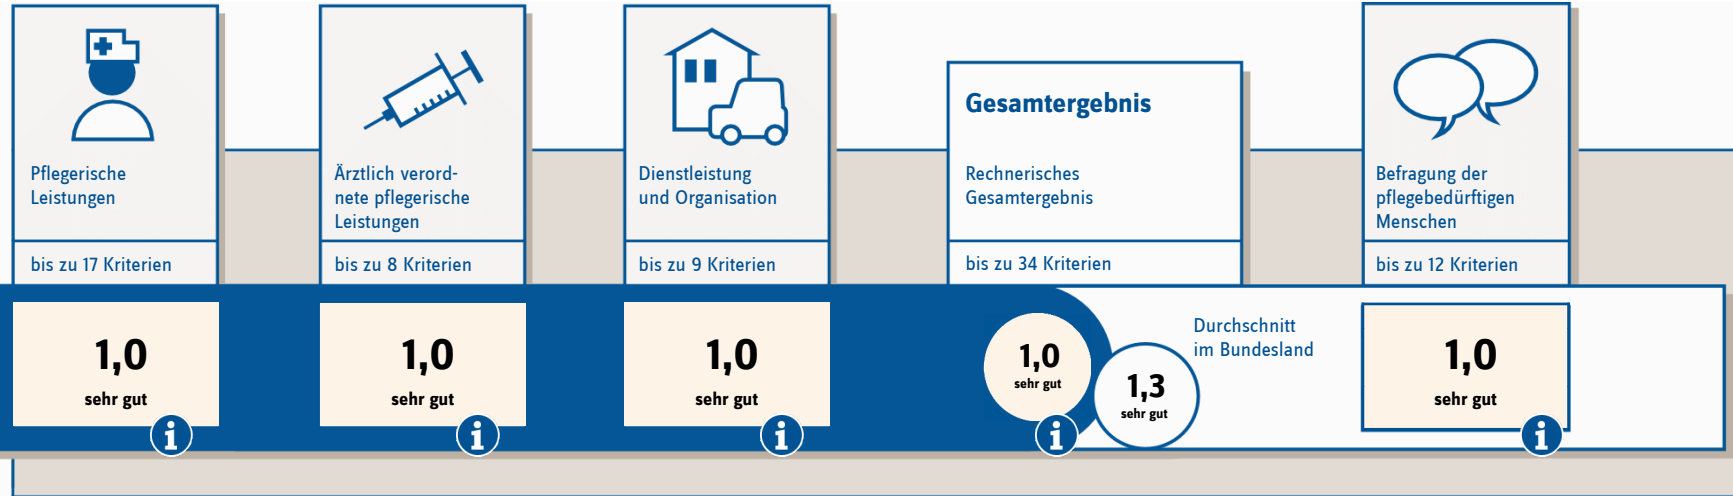 Pflegerische
Leistungen
bis zu 17 Kriterien
1,0
sehr gut
i
Ärztlich verord-
nete pflegerische
Leistungen
bis zu 8 Kriterien
1,0
sehr gut
i
Dienstleistung
und Organisation
bis zu 9 Kriterien
1,0
sehr gut
i
Gesamtergebnis
Rechnerisches
Gesamtergebnis
bis zu 34 Kriterien
1,0
sehr gut
i
1,3
sehr gut
Durchschnitt
im Bundesland
Befragung der
pflegebedürftigen
Menschen
bis zu 12 Kriterien
1,0
sehr gut
i